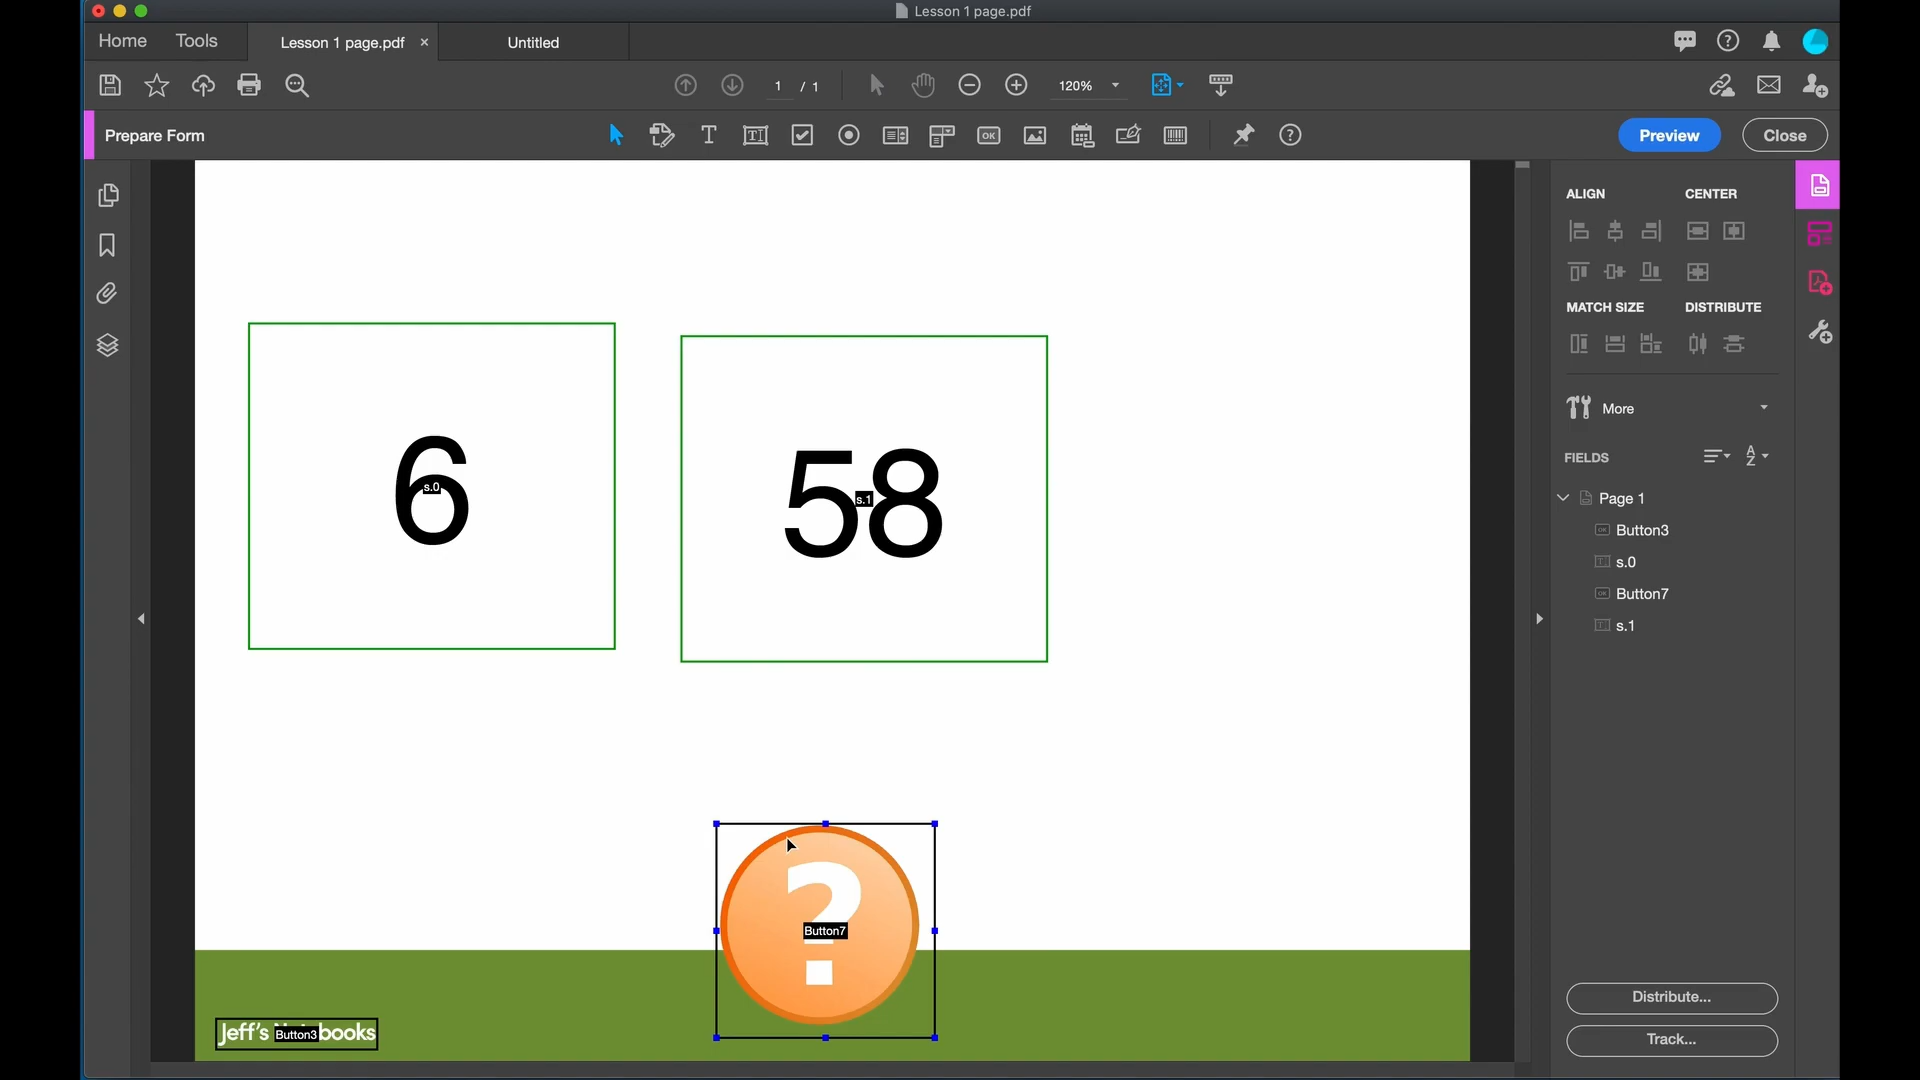 Lesson 1 page.pdf
Home
Tools
Lesson 1 page.pdf ×
Untitled
1 / 1
120%
Prepare Form
OK
Preview
Close
ALIGN
CENTER
MATCH SIZE
DISTRIBUTE
More
FIELDS
Page 1
Button3
s.0
Button7
s.1
6
s.0
58
s.1
?
Button7
Jeff's books
Button3
Distribute...
Track...